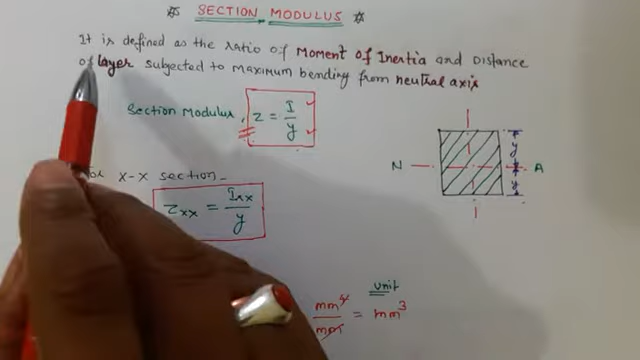 SECTION MODULUS
It is defined as the ratio of Moment of Inertia and Distance
of layer subjected to maximum bending from neutral axis
Section Modulus, Z = I/y
N A
y
y
for X-X section -
Zxx = Ixx/y
unit
mm⁴/mm = mm³